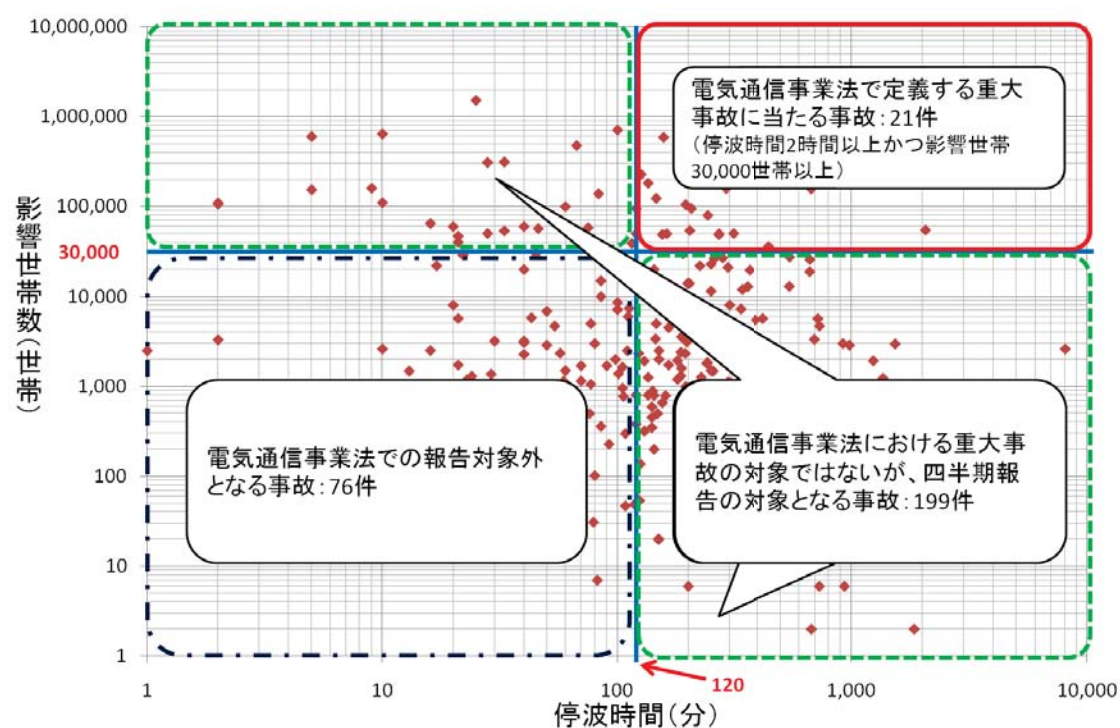 10,000,000
1,000,000
100,000
30,000
10,000
1,000
100
10
1
影響世帯数(世帯)
電気通信事業法で定義する重大
事故に当たる事故:21件
(停波時間2時間以上かつ影響世帯
30,000世帯以上)
電気通信事業法での報告対象外
となる事故:76件
電気通信事業法における重大事
故の対象ではないが、四半期報
告の対象となる事故:199件
1
10
100
120
1,000
10,000
停波時間(分)